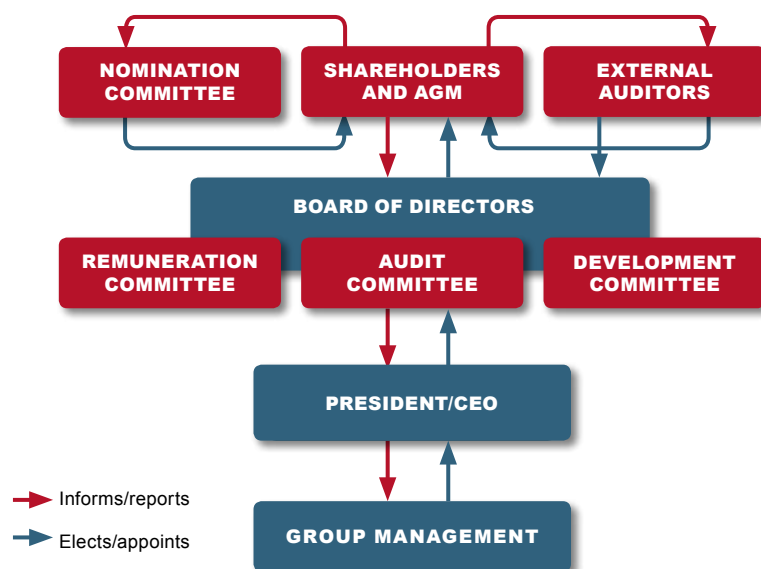 NOMINATION
COMMITTEE
SHAREHOLDERS
AND AGM
EXTERNAL
AUDITORS
BOARD OF DIRECTORS
REMUNERATION
COMMITTEE
AUDIT
COMMITTEE
DEVELOPMENT
COMMITTEE
PRESIDENT/CEO
Informs/reports
Elects/appoints
GROUP MANAGEMENT